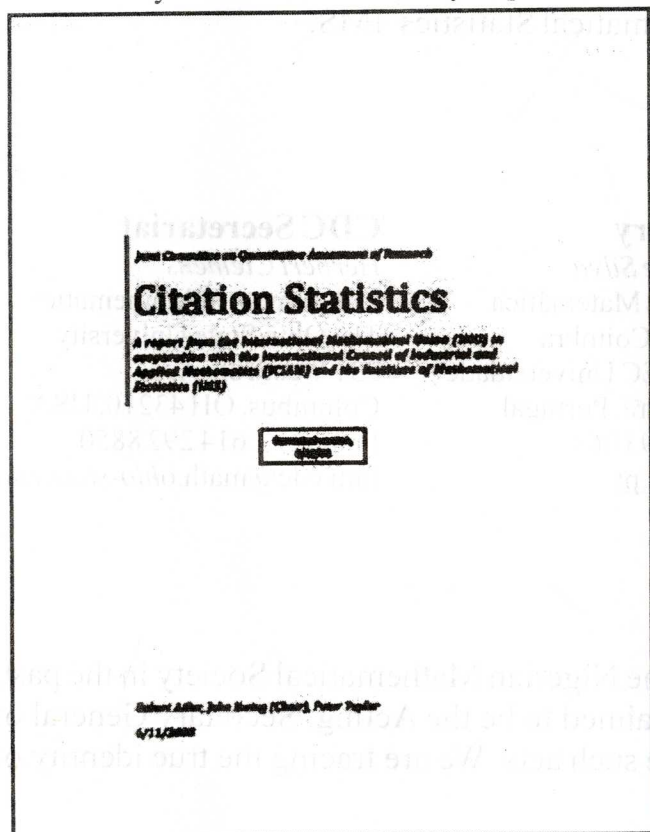 Joint Committee on Quantitative Assessment of Research
Citation Statistics
A report from the International Mathematical Union (IMU) in
cooperation with the International Council of Industrial and
Applied Mathematics (ICIAM) and the Institute of Mathematical
Statistics (IMS)
Robert Adler, John Ewing (Chair), Peter Taylor
6/11/2008